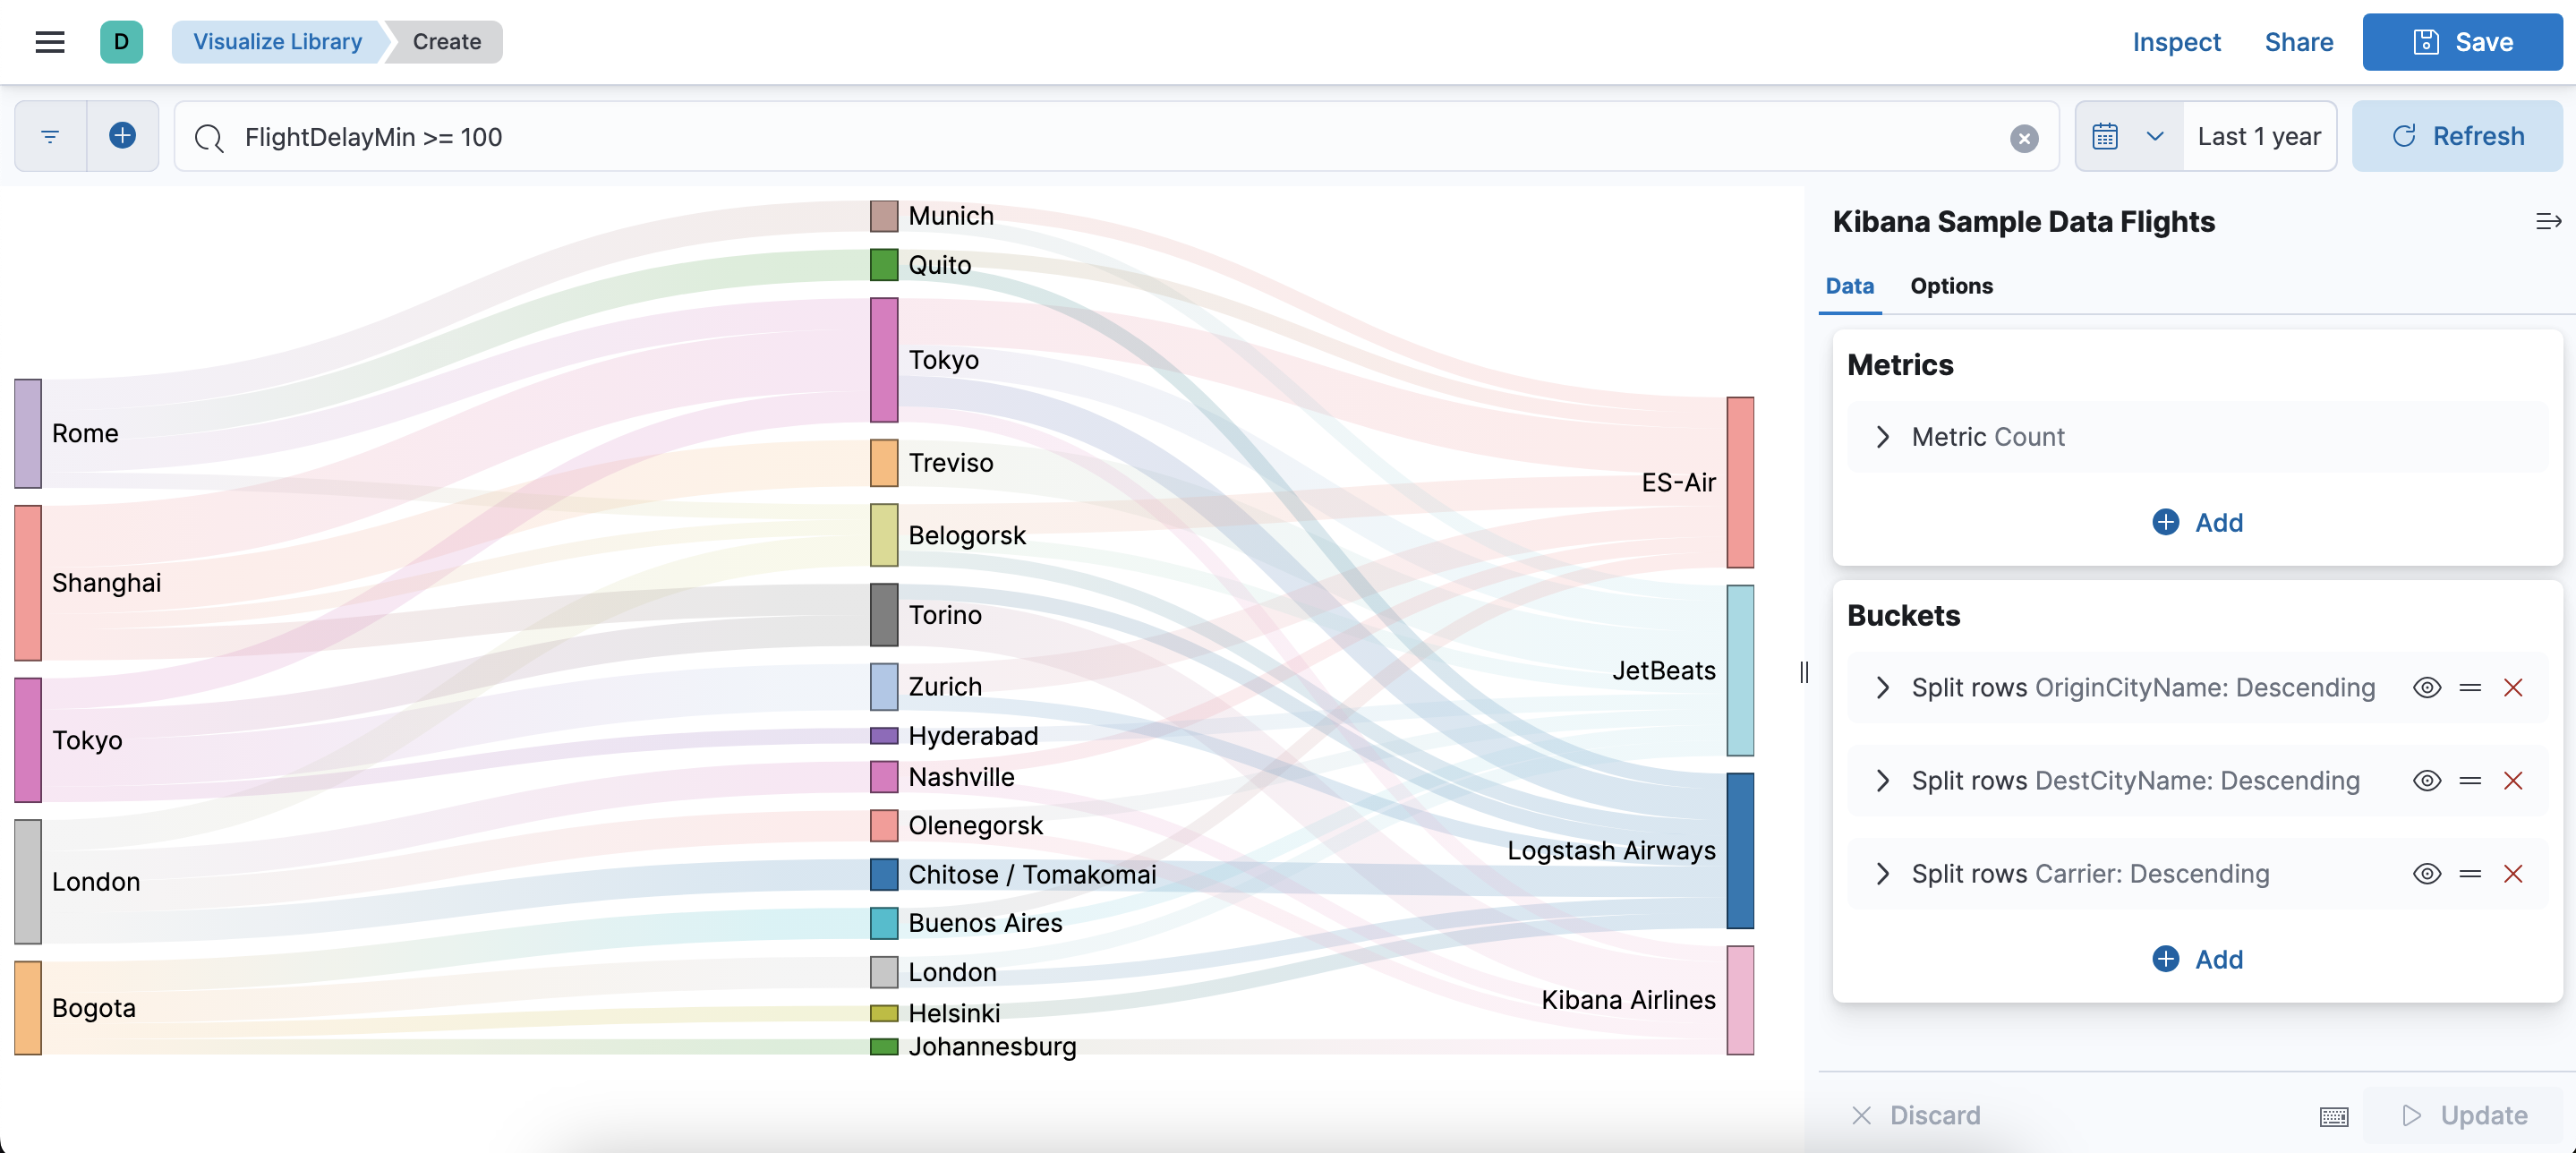 D
Visualize Library
Create
Inspect
Share
Save
FlightDelayMin >= 100
Last 1 year
Refresh
Rome
Shanghai
Tokyo
London
Bogota
Munich
Quito
Tokyo
Treviso
Belogorsk
Torino
Zurich
Hyderabad
Nashville
Olenegorsk
Chitose / Tomakomai
Buenos Aires
London
Helsinki
Johannesburg
ES-Air
JetBeats
Logstash Airways
Kibana Airlines
Kibana Sample Data Flights
Data
Options
Metrics
Metric Count
Add
Buckets
Split rows OriginCityName: Descending
Split rows DestCityName: Descending
Split rows Carrier: Descending
Add
Discard
Update